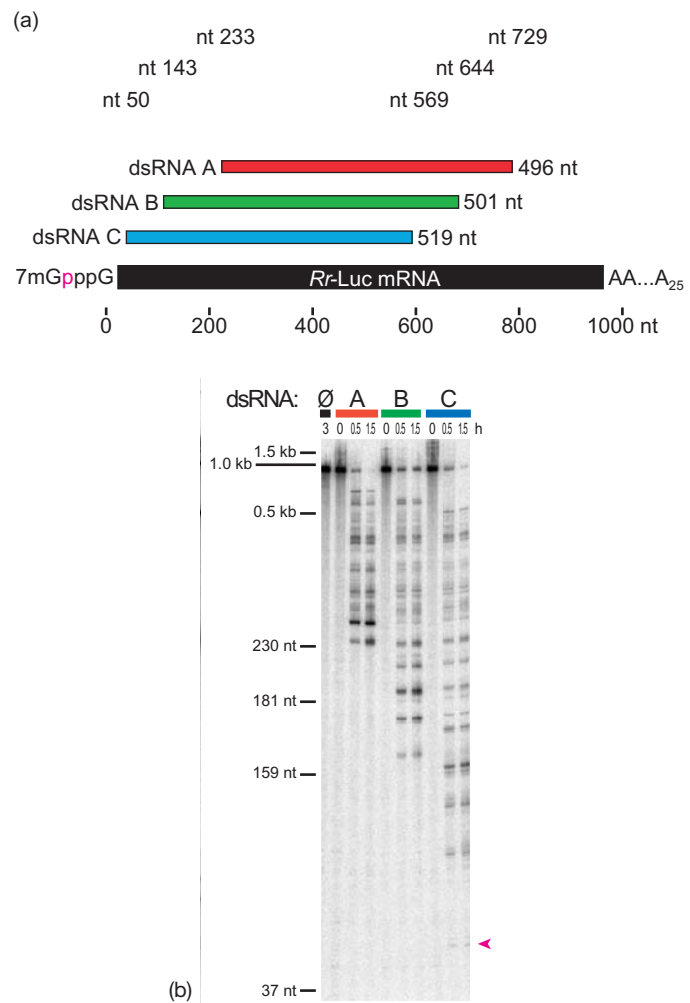 (a)
nt 233 nt 729
nt 143 nt 644
nt 50 nt 569
dsRNA A 496 nt
dsRNA B 501 nt
dsRNA C 519 nt
7mGpppG Rr-Luc mRNA AA...A25
0 200 400 600 800 1000 nt
dsRNA: Ø A B C
3 0 0.5 1.5 0 0.5 1.5 0 0.5 1.5 h
1.5 kb
1.0 kb
0.5 kb
230 nt
181 nt
159 nt
37 nt
(b)